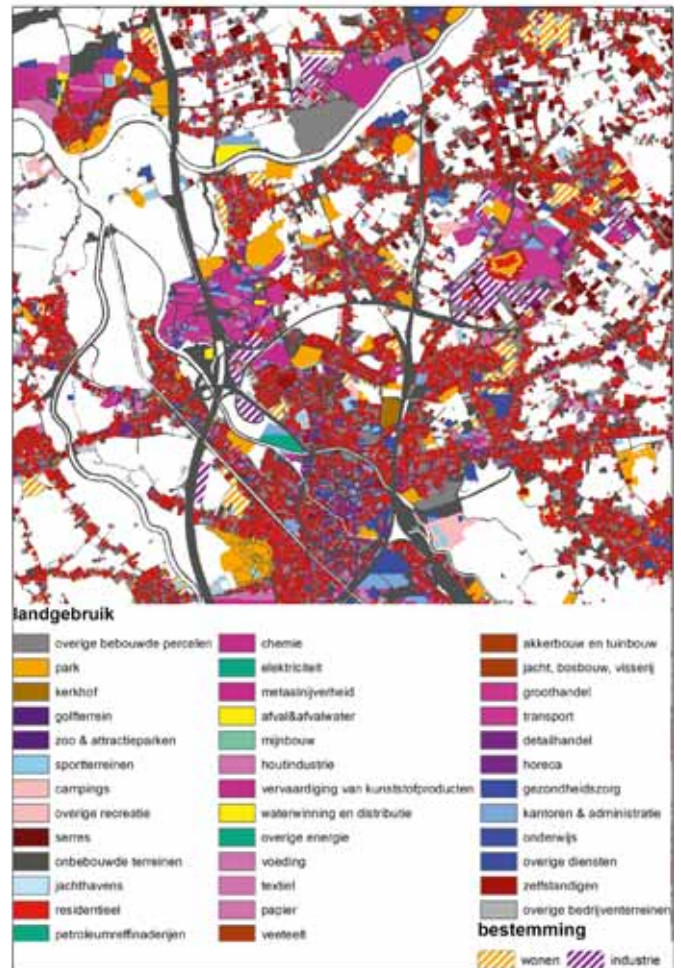 landgebruik
overige bebouwde percelen
park
kerkhof
golfterrein
zoo & attractieparken
sportterreinen
campings
overige recreatie
serres
onbebouwde terreinen
jachthavens
residentieel
petroleumreffinaderijen
chemie
elektriciteit
metaalnijverheid
afval&afvalwater
mijnbouw
houtindustrie
vervaardiging van kunststofproducten
waterwinning en distributie
overige energie
voeding
textiel
papier
veeteelt
akkerbouw en tuinbouw
jacht, bosbouw, visserij
groothandel
transport
detailhandel
horeca
gezondheidszorg
kantoren & administratie
onderwijs
overige diensten
zelfstandigen
overige bedrijventerreinen
bestemming
wonen
industrie